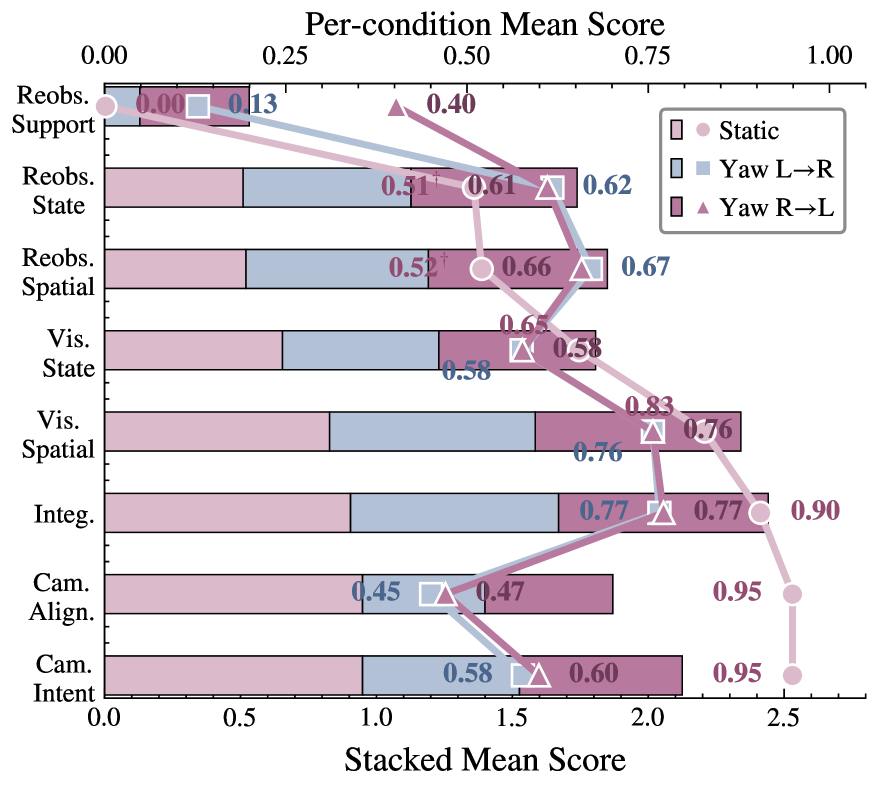 Per-condition Mean Score
0.00 0.25 0.50 0.75 1.00
Reobs.
Support
0.00 0.13 0.40
Static
Yaw L→R
Yaw R→L
Reobs.
State
0.51† 0.61 0.62
Reobs.
Spatial
0.52† 0.66 0.67
Vis.
State
0.65
0.58
0.58
Vis.
Spatial
0.83
0.76
0.76
Integ.
0.77 0.77 0.90
Cam.
Align.
0.45 0.47 0.95
Cam.
Intent
0.58 0.60 0.95
0.0 0.5 1.0 1.5 2.0 2.5
Stacked Mean Score